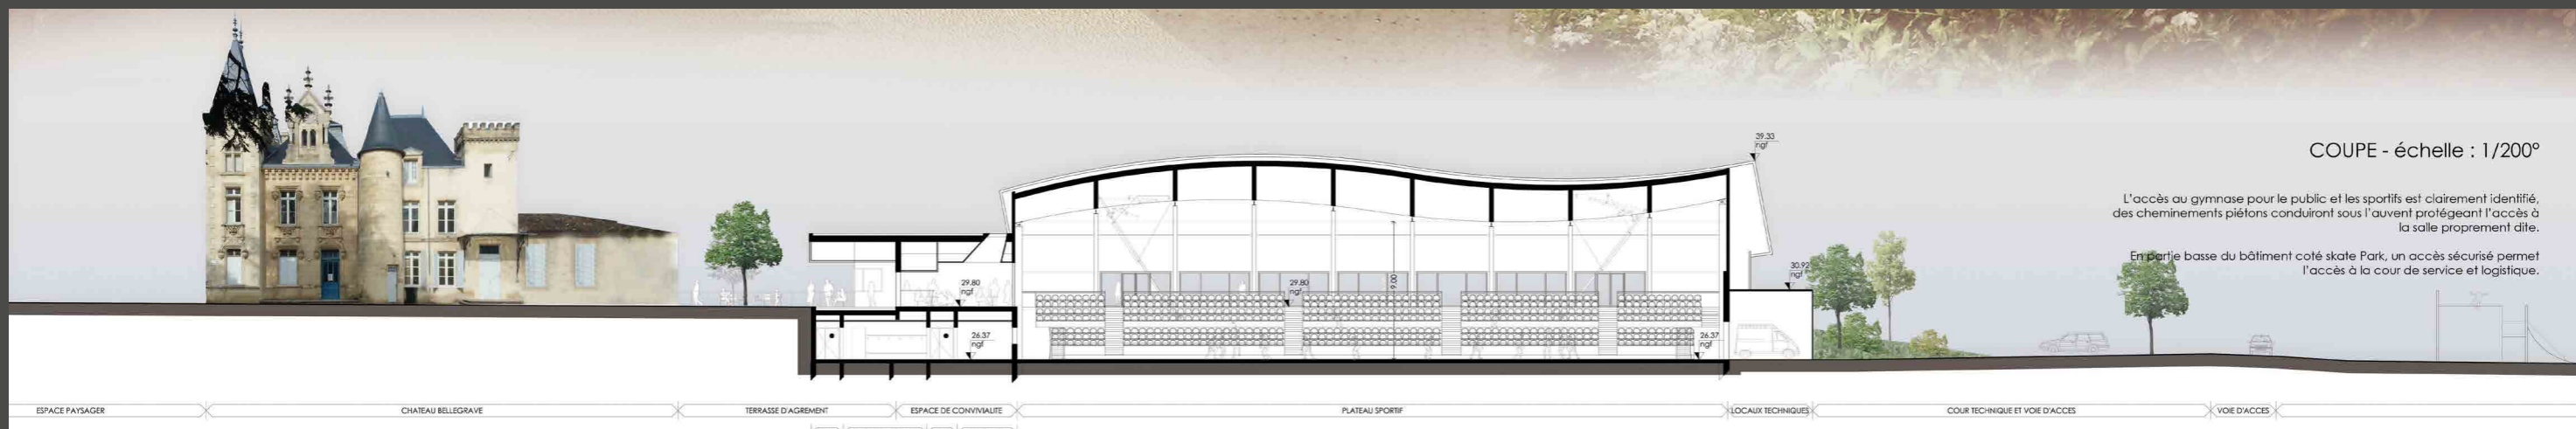 39.33
ngf
COUPE - échelle : 1/200°
L'accès au gymnase pour le public et les sportifs est clairement identifié,
des cheminements piétons conduiront sous l'auvent protégeant l'accès à
la salle proprement dite.
En partie basse du bâtiment coté skate Park, un accès sécurisé permet
l'accès à la cour de service et logistique.
30.92
ngf
29.80
ngf
29.80
ngf
9.00
26.37
ngf
26.37
ngf
ESPACE PAYSAGER
CHATEAU BELLEGRAVE
TERRASSE D'AGREMENT
ESPACE DE CONVIVIALITE
PLATEAU SPORTIF
LOCAUX TECHNIQUES
COUR TECHNIQUE ET VOIE D'ACCES
VOIE D'ACCES